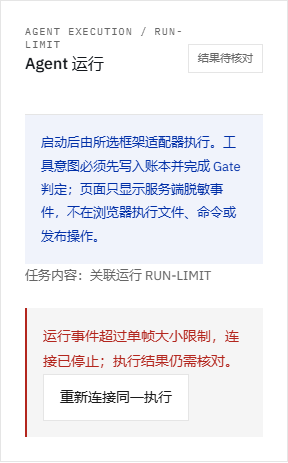 AGENT EXECUTION / RUN-
LIMIT
Agent 运行
结果待核对
启动后由所选框架适配器执行。工
具意图必须先写入账本并完成 Gate
判定；页面只显示服务端脱敏事
件，不在浏览器执行文件、命令或
发布操作。
任务内容：关联运行 RUN-LIMIT
运行事件超过单帧大小限制，连
接已停止；执行结果仍需核对。
重新连接同一执行